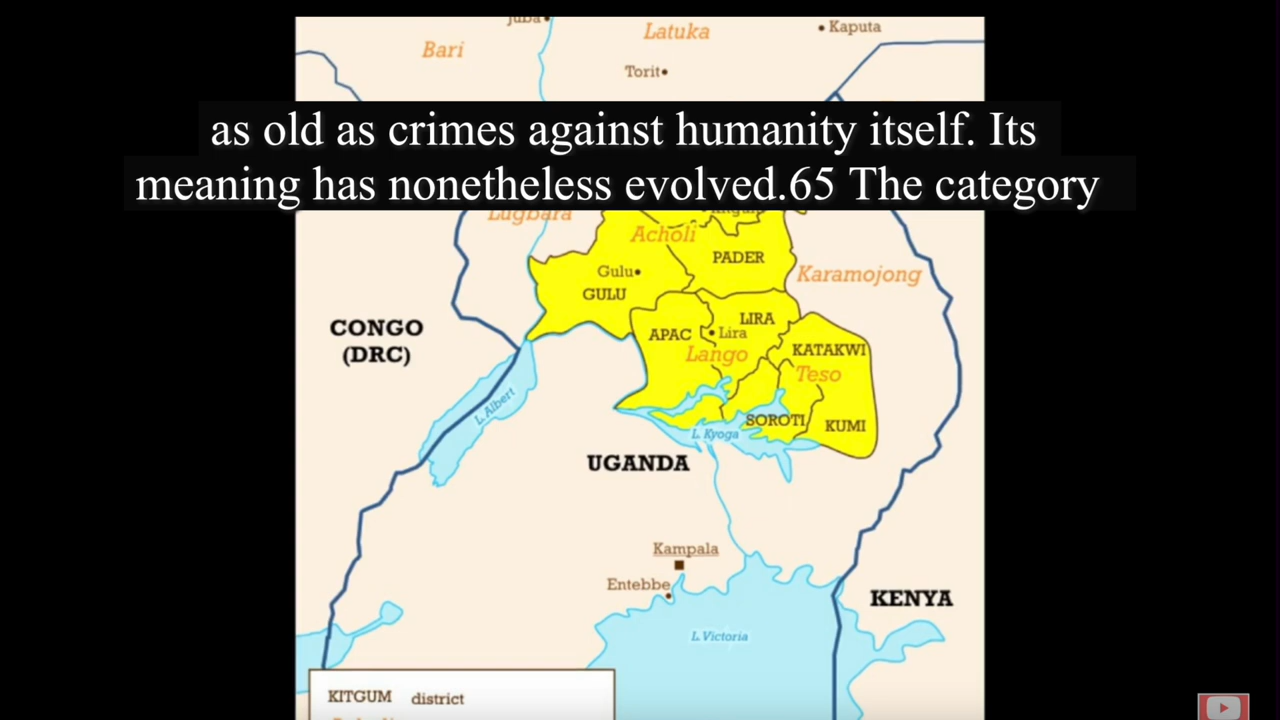 Juba
Latuka
Kaputa
Bari
Torit
as old as crimes against humanity itself. Its
meaning has nonetheless evolved.65 The category
Lugbara
Acholi
PADER
Gulu
Karamojong
GULU
LIRA
CONGO
(DRC)
APAC
Lira
Lango
KATAKWI
Teso
L. Albert
SOROTI
KUMI
L. Kyoga
UGANDA
Kampala
Entebbe
KENYA
L. Victoria
KITGUM district